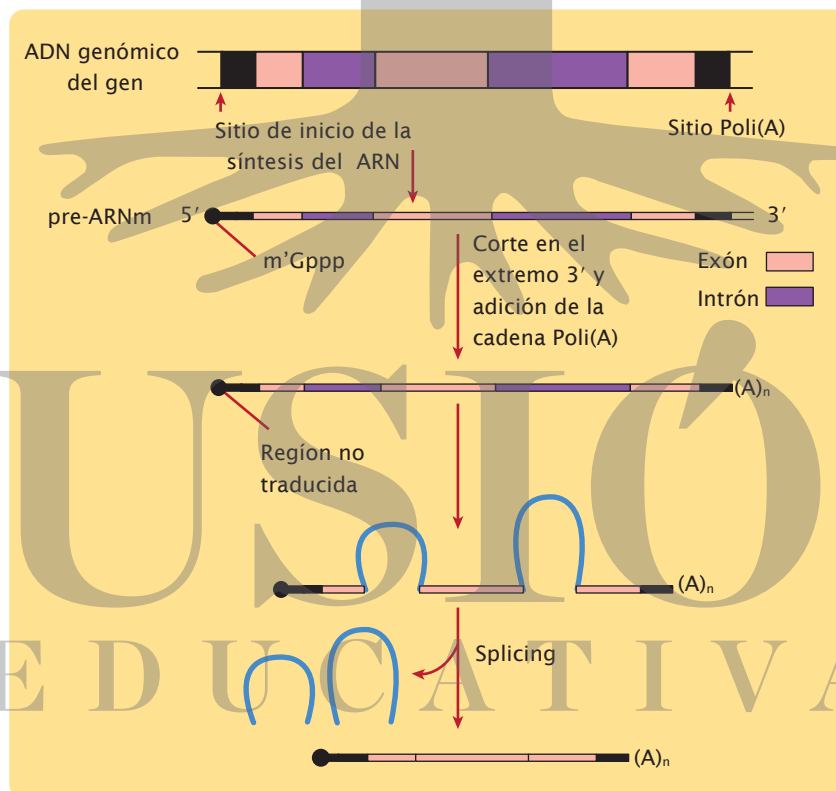 ADN genómico
del gen
Sitio de inicio de la
síntesis del ARN
Sitio Poli(A)
pre-ARNm
5′
3′
m'Gppp
Corte en el
extremo 3′ y
adición de la
cadena Poli(A)
Exón
Intrón
(A)n
Región no
traducida
(A)n
Splicing
(A)n
USIÓ
EDUCATIVA